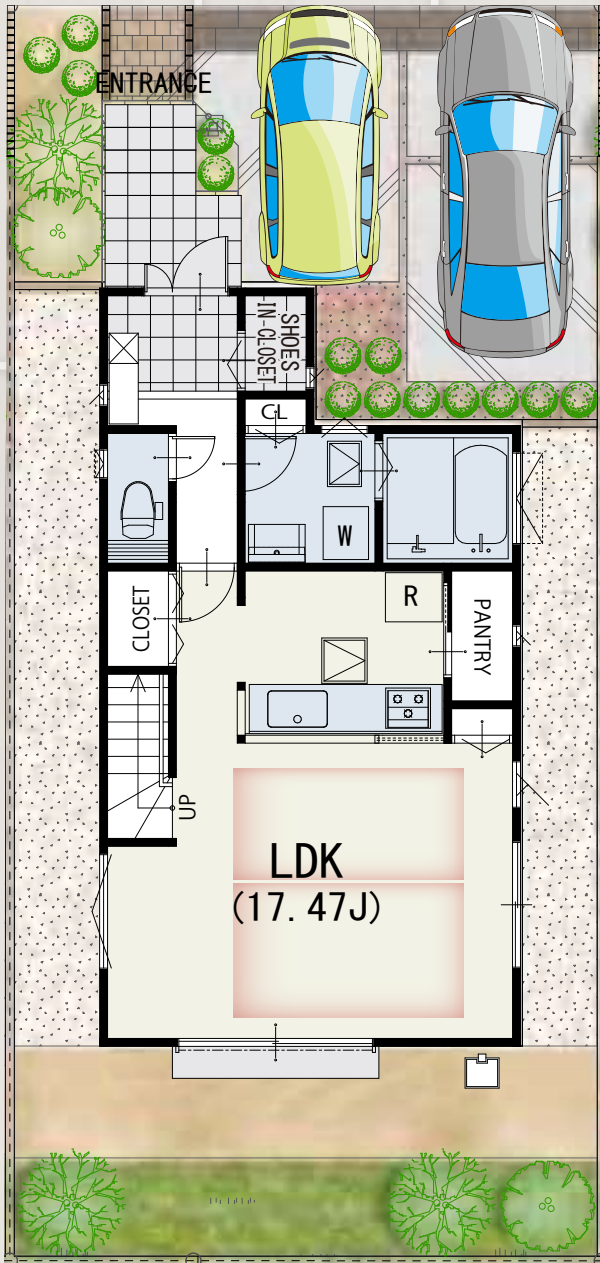 ENTRANCE
SHOES
IN-CLOSET
CL
W
CLOSET
R
PANTRY
UP
LDK
(17.47J)